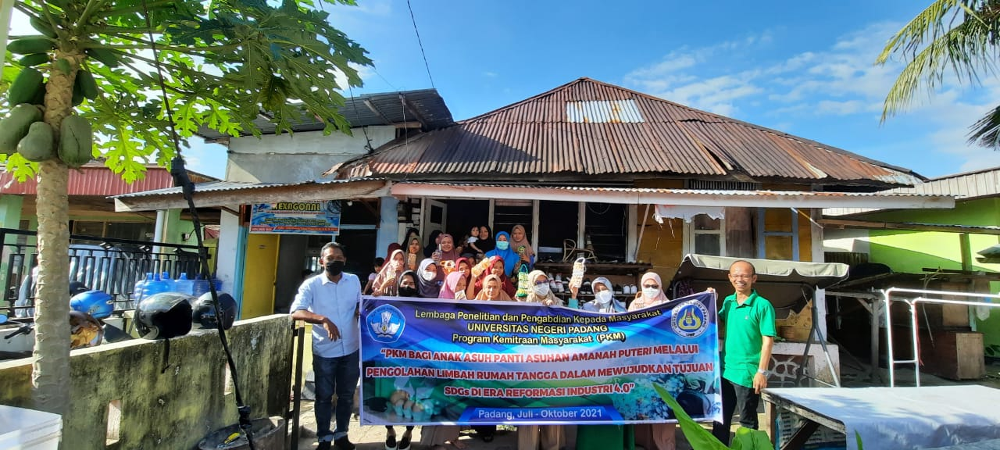 HEXAGONAL
Lembaga Penelitian dan Pengabdian Kepada Masyarakat
UNIVERSITAS NEGERI PADANG
Program Kemitraan Masyarakat (PKM)
"PKM BAGI ANAK ASUH PANTI ASUHAN AMANAH PUTERI MELALUI
PENGOLAHAN LIMBAH RUMAH TANGGA DALAM MEWUJUDKAN TUJUAN
SDGs DI ERA REFORMASI INDUSTRI 4.0"
Padang, Juli - Oktober 2021
UNP